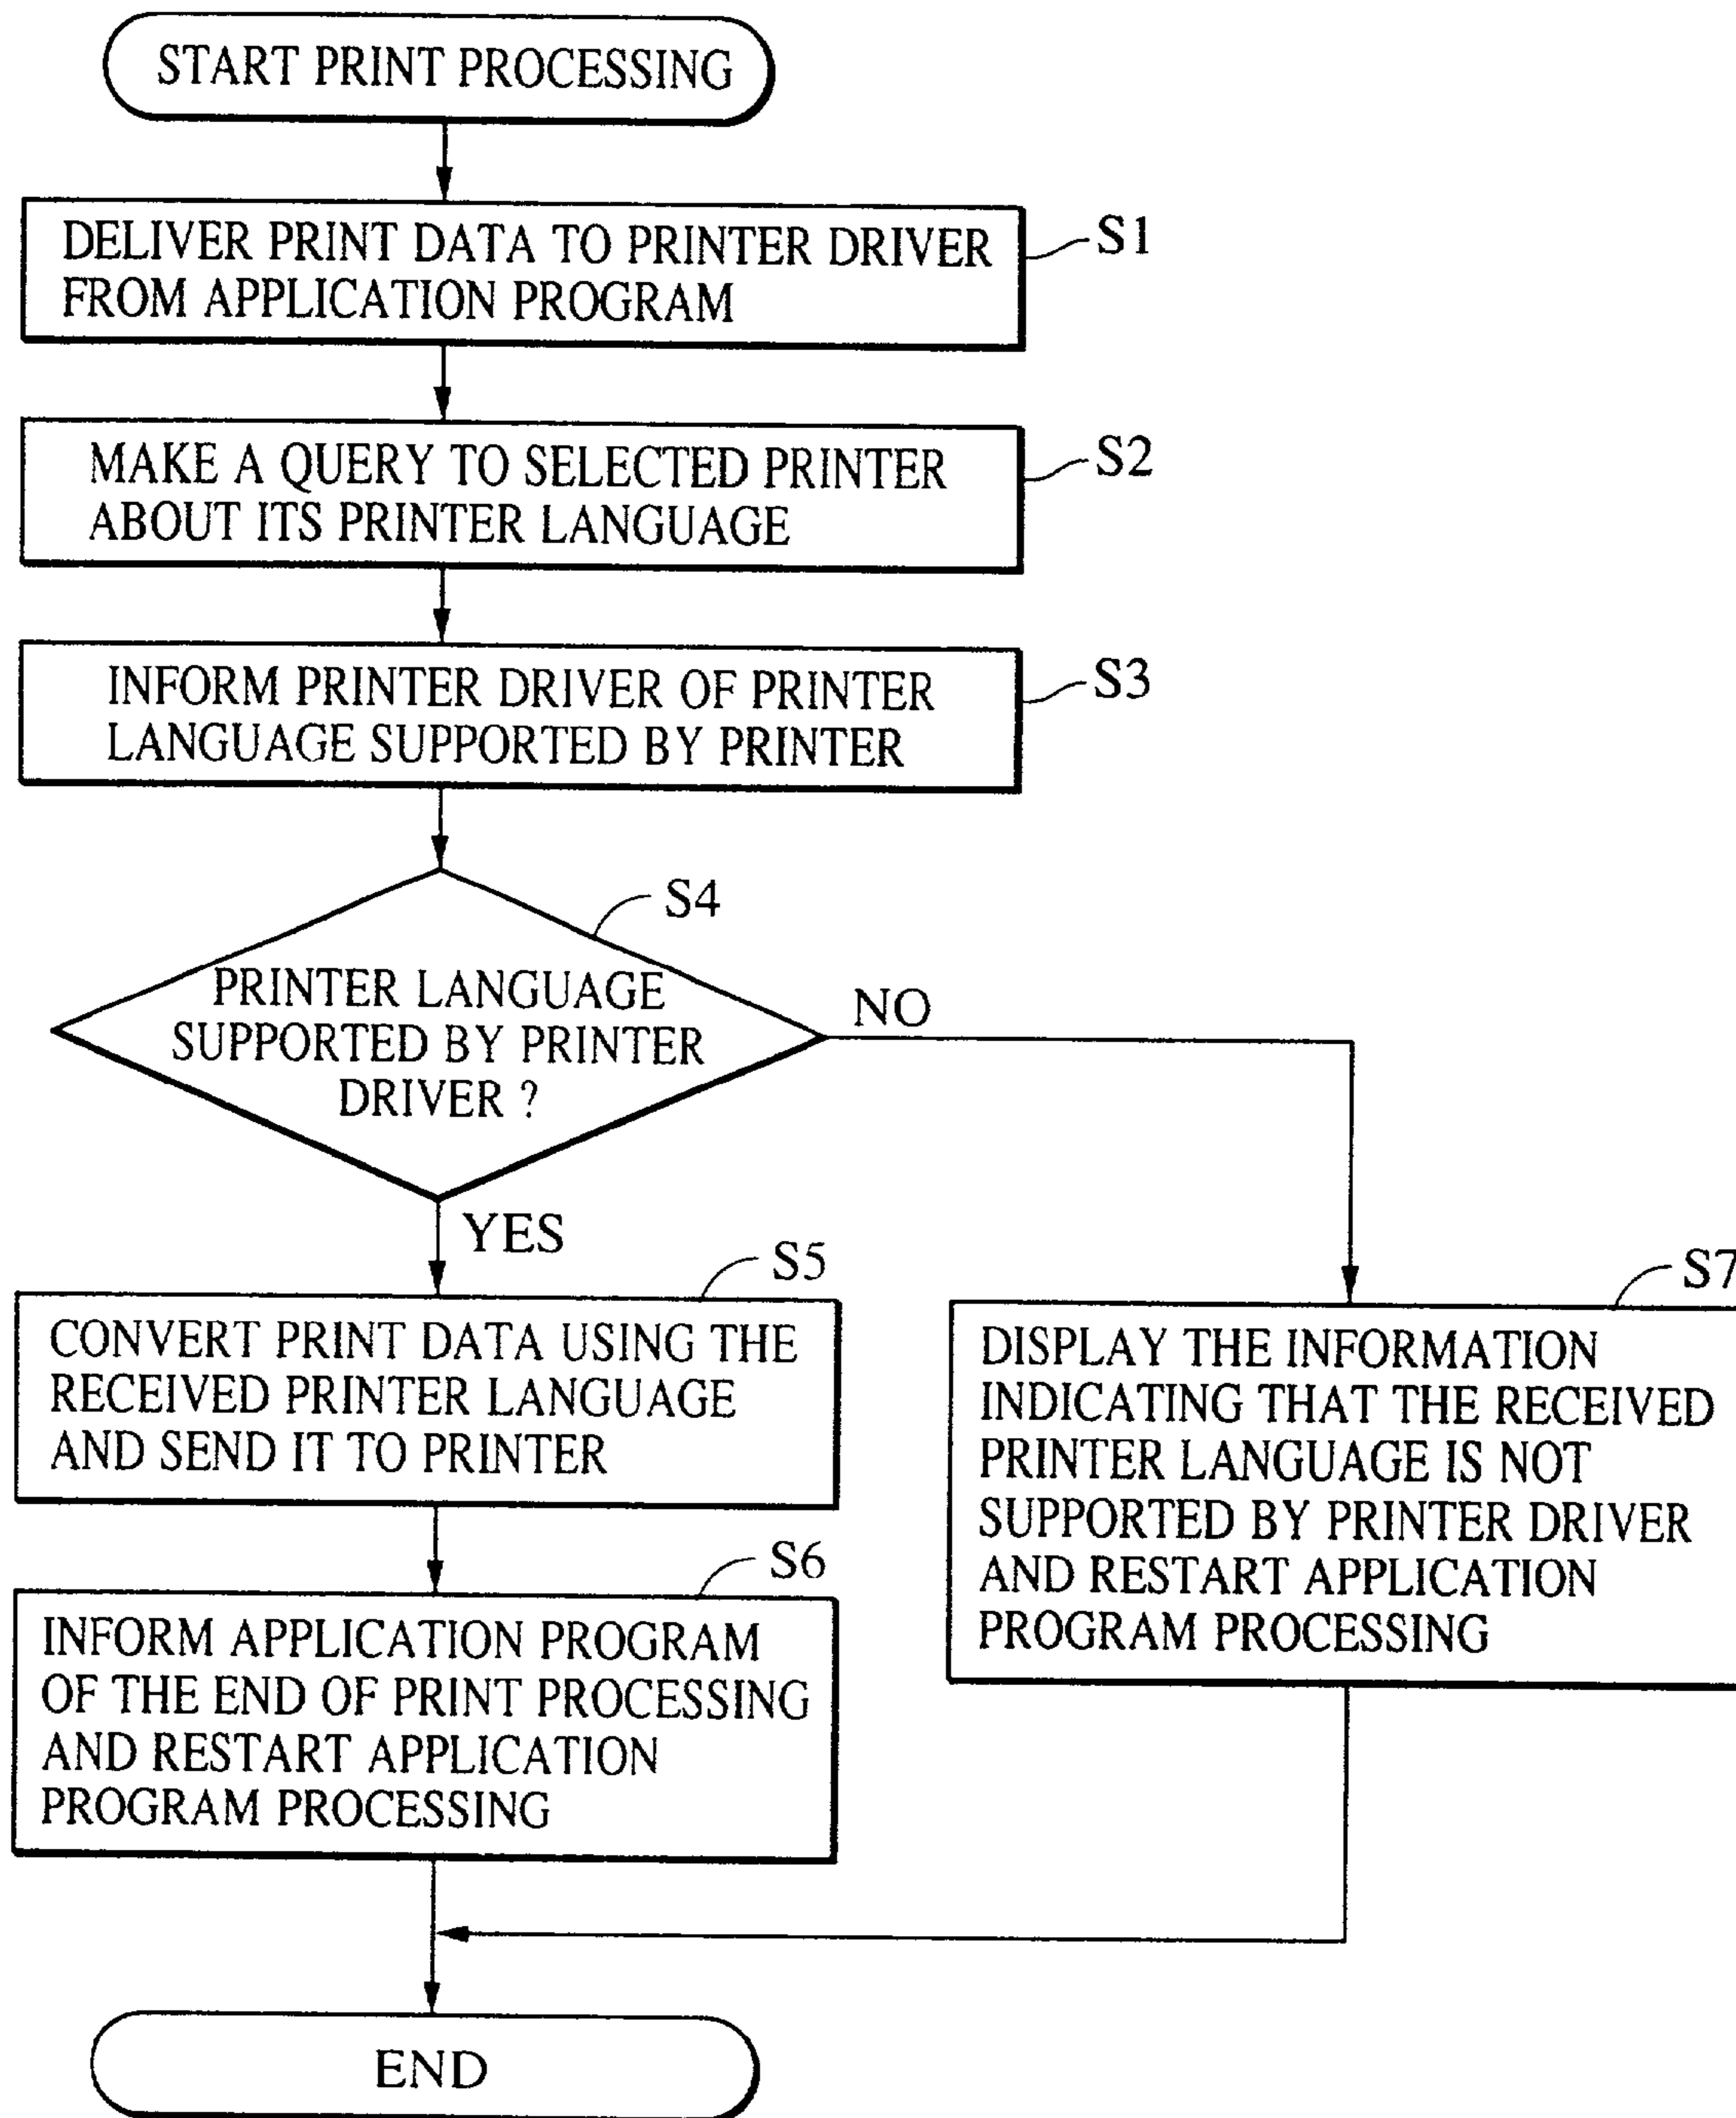 START PRINT PROCESSING
DELIVER PRINT DATA TO PRINTER DRIVER
FROM APPLICATION PROGRAM
S1
MAKE A QUERY TO SELECTED PRINTER
ABOUT ITS PRINTER LANGUAGE
S2
INFORM PRINTER DRIVER OF PRINTER
LANGUAGE SUPPORTED BY PRINTER
S3
S4
PRINTER LANGUAGE
SUPPORTED BY PRINTER
DRIVER ?
NO
YES
S5
CONVERT PRINT DATA USING THE
RECEIVED PRINTER LANGUAGE
AND SEND IT TO PRINTER
S6
INFORM APPLICATION PROGRAM
OF THE END OF PRINT PROCESSING
AND RESTART APPLICATION
PROGRAM PROCESSING
S7
DISPLAY THE INFORMATION
INDICATING THAT THE RECEIVED
PRINTER LANGUAGE IS NOT
SUPPORTED BY PRINTER DRIVER
AND RESTART APPLICATION
PROGRAM PROCESSING
END